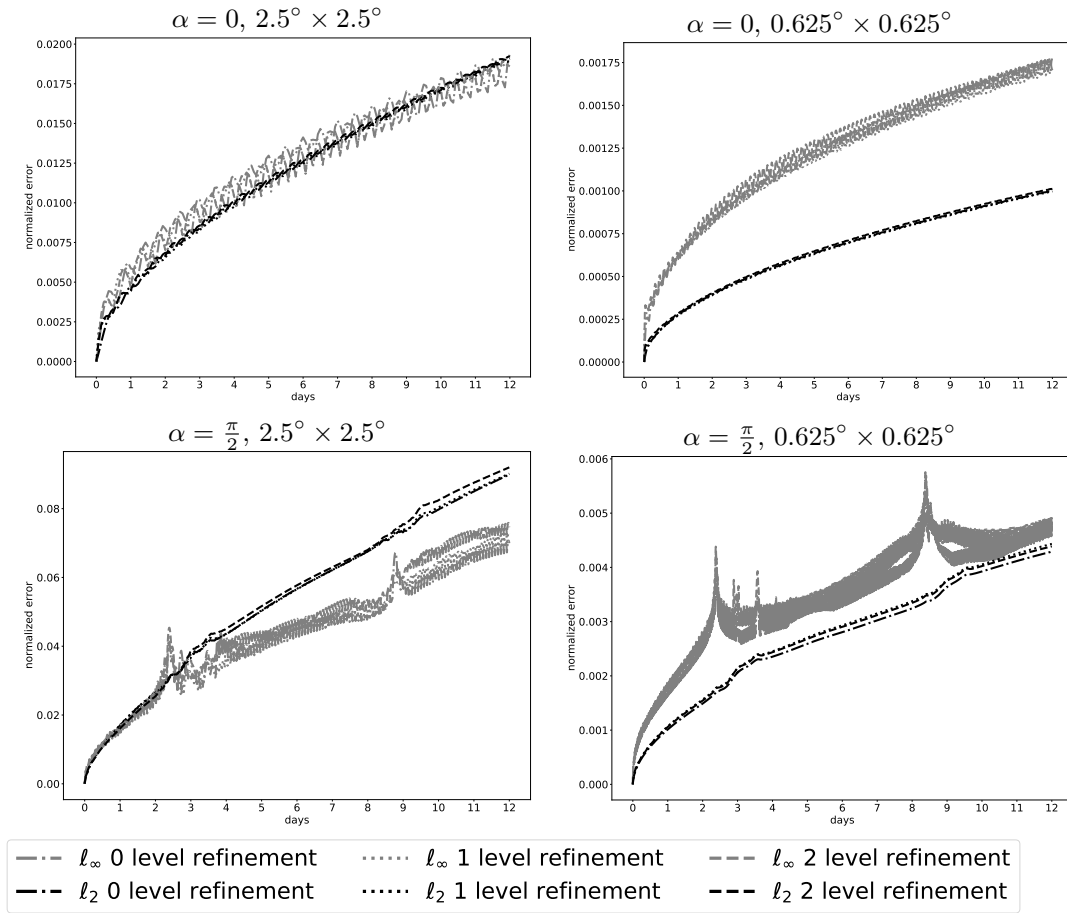 α = 0, 2.5° × 2.5°
0.0200
0.0175
0.0150
0.0125
0.0100
0.0075
0.0050
0.0025
0.0000
normalized error
0 1 2 3 4 5 6 7 8 9 10 11 12
days
α = 0, 0.625° × 0.625°
0.00175
0.00150
0.00125
0.00100
0.00075
0.00050
0.00025
0.00000
normalized error
0 1 2 3 4 5 6 7 8 9 10 11 12
days
α = π/2, 2.5° × 2.5°
0.08
0.06
0.04
0.02
0.00
normalized error
0 1 2 3 4 5 6 7 8 9 10 11 12
days
α = π/2, 0.625° × 0.625°
0.006
0.005
0.004
0.003
0.002
0.001
0.000
normalized error
0 1 2 3 4 5 6 7 8 9 10 11 12
days
ℓ∞ 0 level refinement
ℓ2 0 level refinement
ℓ∞ 1 level refinement
ℓ2 1 level refinement
ℓ∞ 2 level refinement
ℓ2 2 level refinement